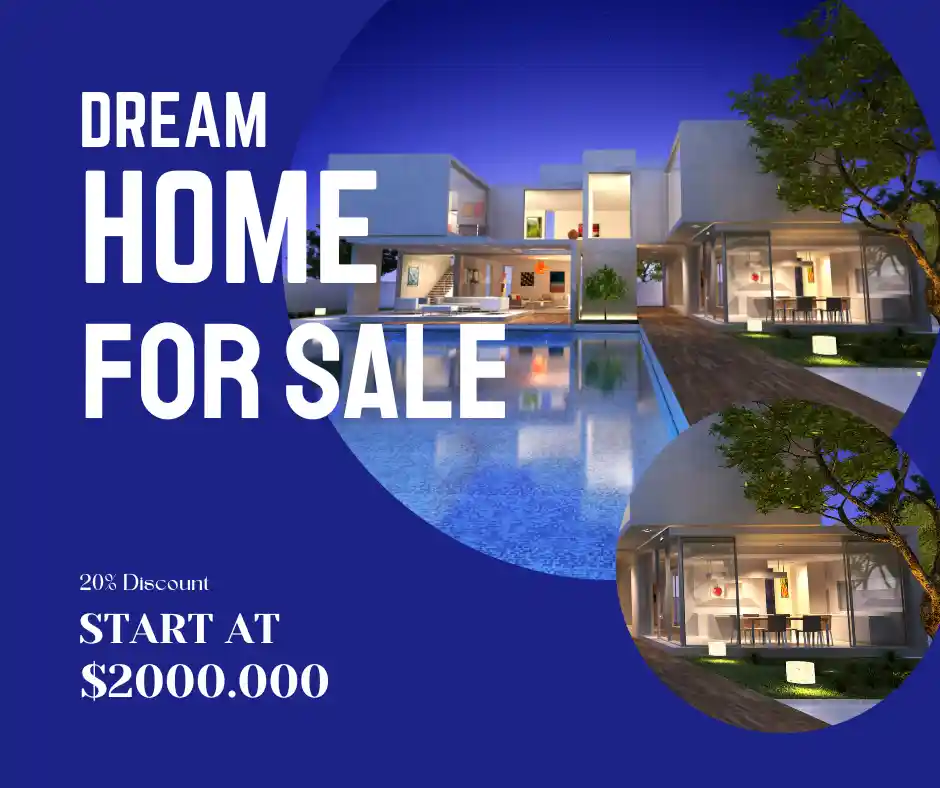 DREAM
HOME
FOR SALE
20% Discount
START AT
$2000.000